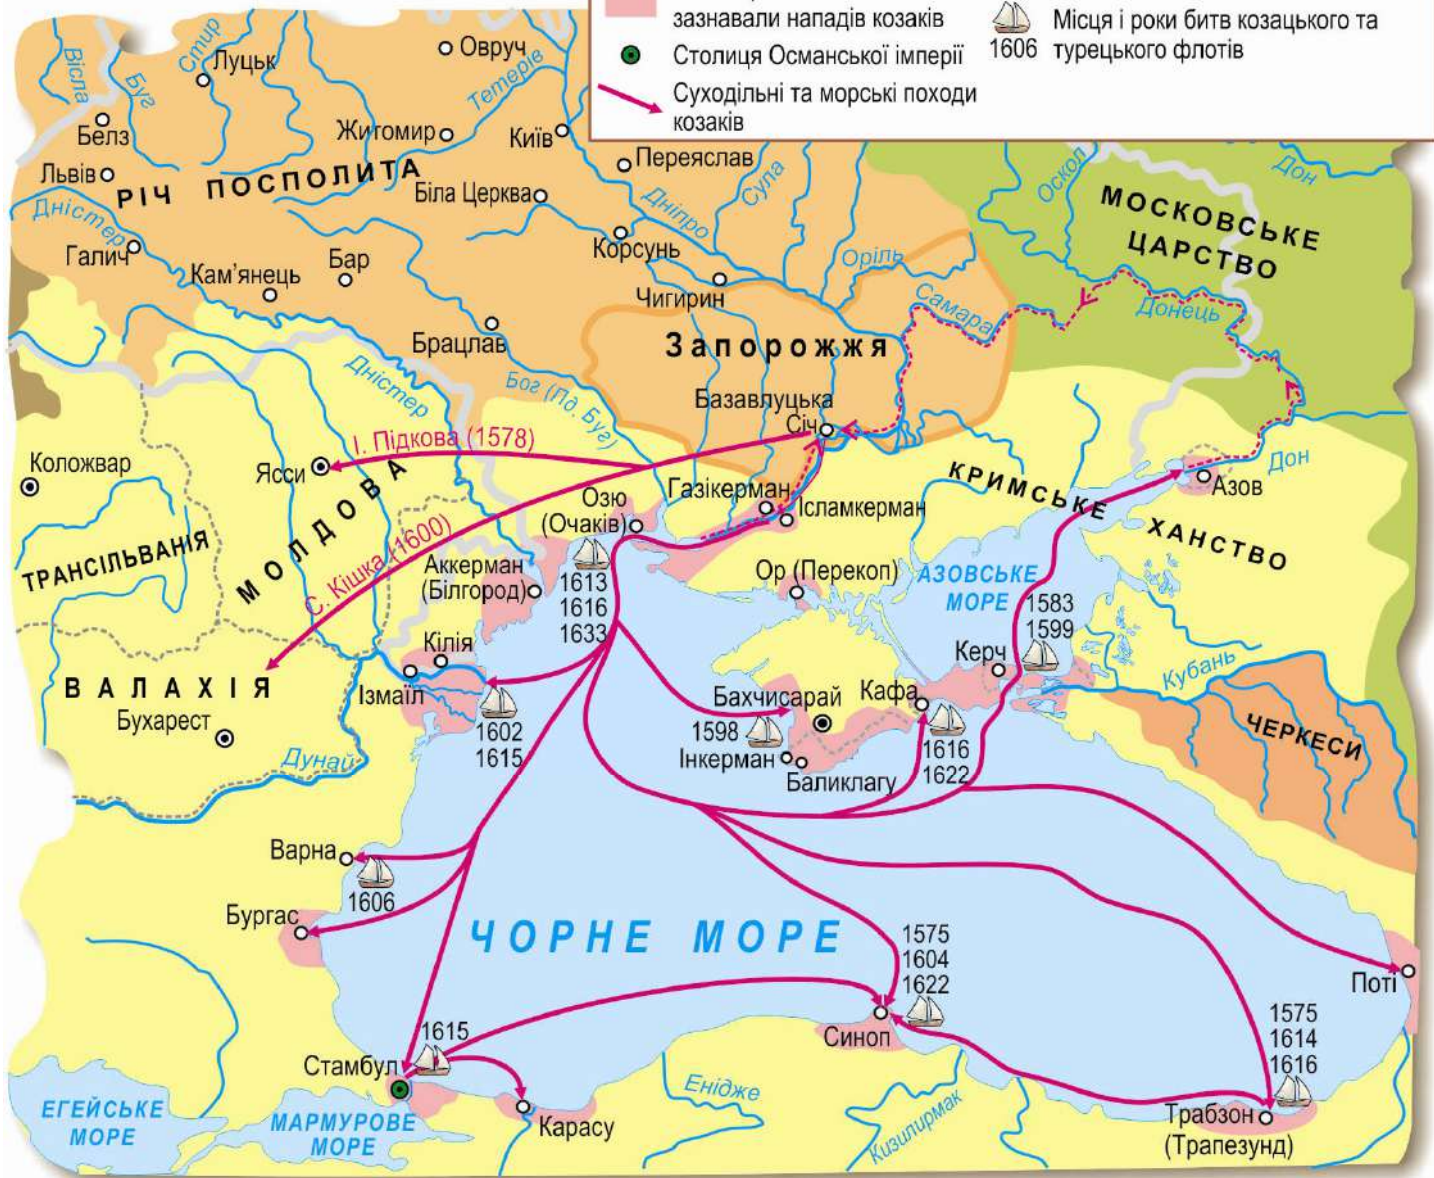 зазнавали нападів козаків
Столиця Османської імперії
Суходільні та морські походи
козаків
1606
Місця і роки битв козацького та
турецького флотів
Вісла
Буг
Стир
Луцьк
Овруч
Тетерів
Белз
Житомир
Київ
Переяслав
Львів
РІЧ ПОСПОЛИТА
Біла Церква
Дніпро
Сула
Оскол
Дон
МОСКОВСЬКЕ
ЦАРСТВО
Дністер
Галич
Корсунь
Оріль
Кам’янець
Бар
Чигирин
Самара
Донець
Брацлав
Запорожжя
Дністер
Бог (Пд. Буг)
Базавлуцька
Січ
І. Підкова (1578)
Коложвар
Ясси
МОЛДОВА
Газікерман
Ісламкерман
КРИМСЬКЕ ХАНСТВО
Дон
Азов
Озю
(Очаків)
ТРАНСІЛЬВАНІЯ
С. Кішка (1600)
Аккерман
(Білгород)
1613
1616
1633
Ор (Перекоп)
АЗОВСЬКЕ
МОРЕ
1583
1599
Керч
Кубань
Кілія
Ізмаїл
ВАЛАХІЯ
Бухарест
1602
1615
Бахчисарай
Кафа
1598
Інкерман
Баликлагу
1616
1622
ЧЕРКЕСИ
Дунай
Варна
1606
Бургас
ЧОРНЕ МОРЕ
1575
1604
1622
Поті
Синоп
1575
1614
1616
1615
Стамбул
Карасу
Еніджe
Кизилирмак
Трабзон
(Трапезунд)
ЕГЕЙСЬКЕ
МОРЕ
МАРМУРОВЕ
МОРЕ